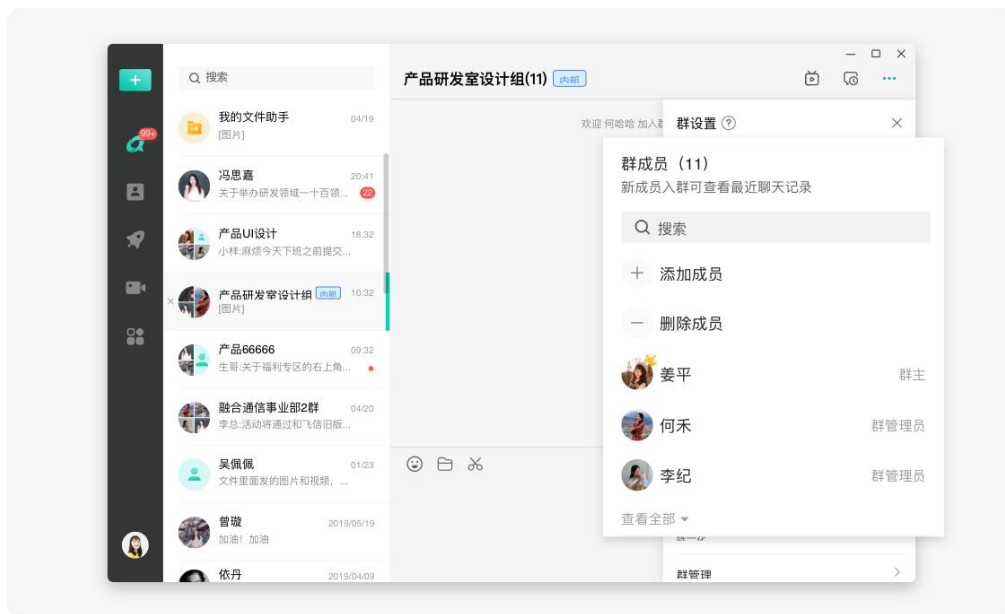 搜索
99+
我的文件助手 04/19
[图片]
冯思嘉 20:41
关于举办研发领域一十百领... 22
产品UI设计 18:32
小样:麻烦今天下班之前提交...
产品研发室设计组 内部 10:32
[图片]
产品66666 09:32
生哥:关于福利专区的右上角...
融合通信事业部2群 04/20
李总:活动将通过和飞信旧版...
吴佩佩 01/23
文件里面发的图片和视频，...
曾璇 2019/05/19
加油！加油
依丹 2019/04/09
产品研发室设计组(11) 内部
欢迎 何哈哈 加入
群设置
群成员（11）
新成员入群可查看最近聊天记录
搜索
添加成员
删除成员
姜平 群主
何禾 群管理员
李纪 群管理员
查看全部
群管理